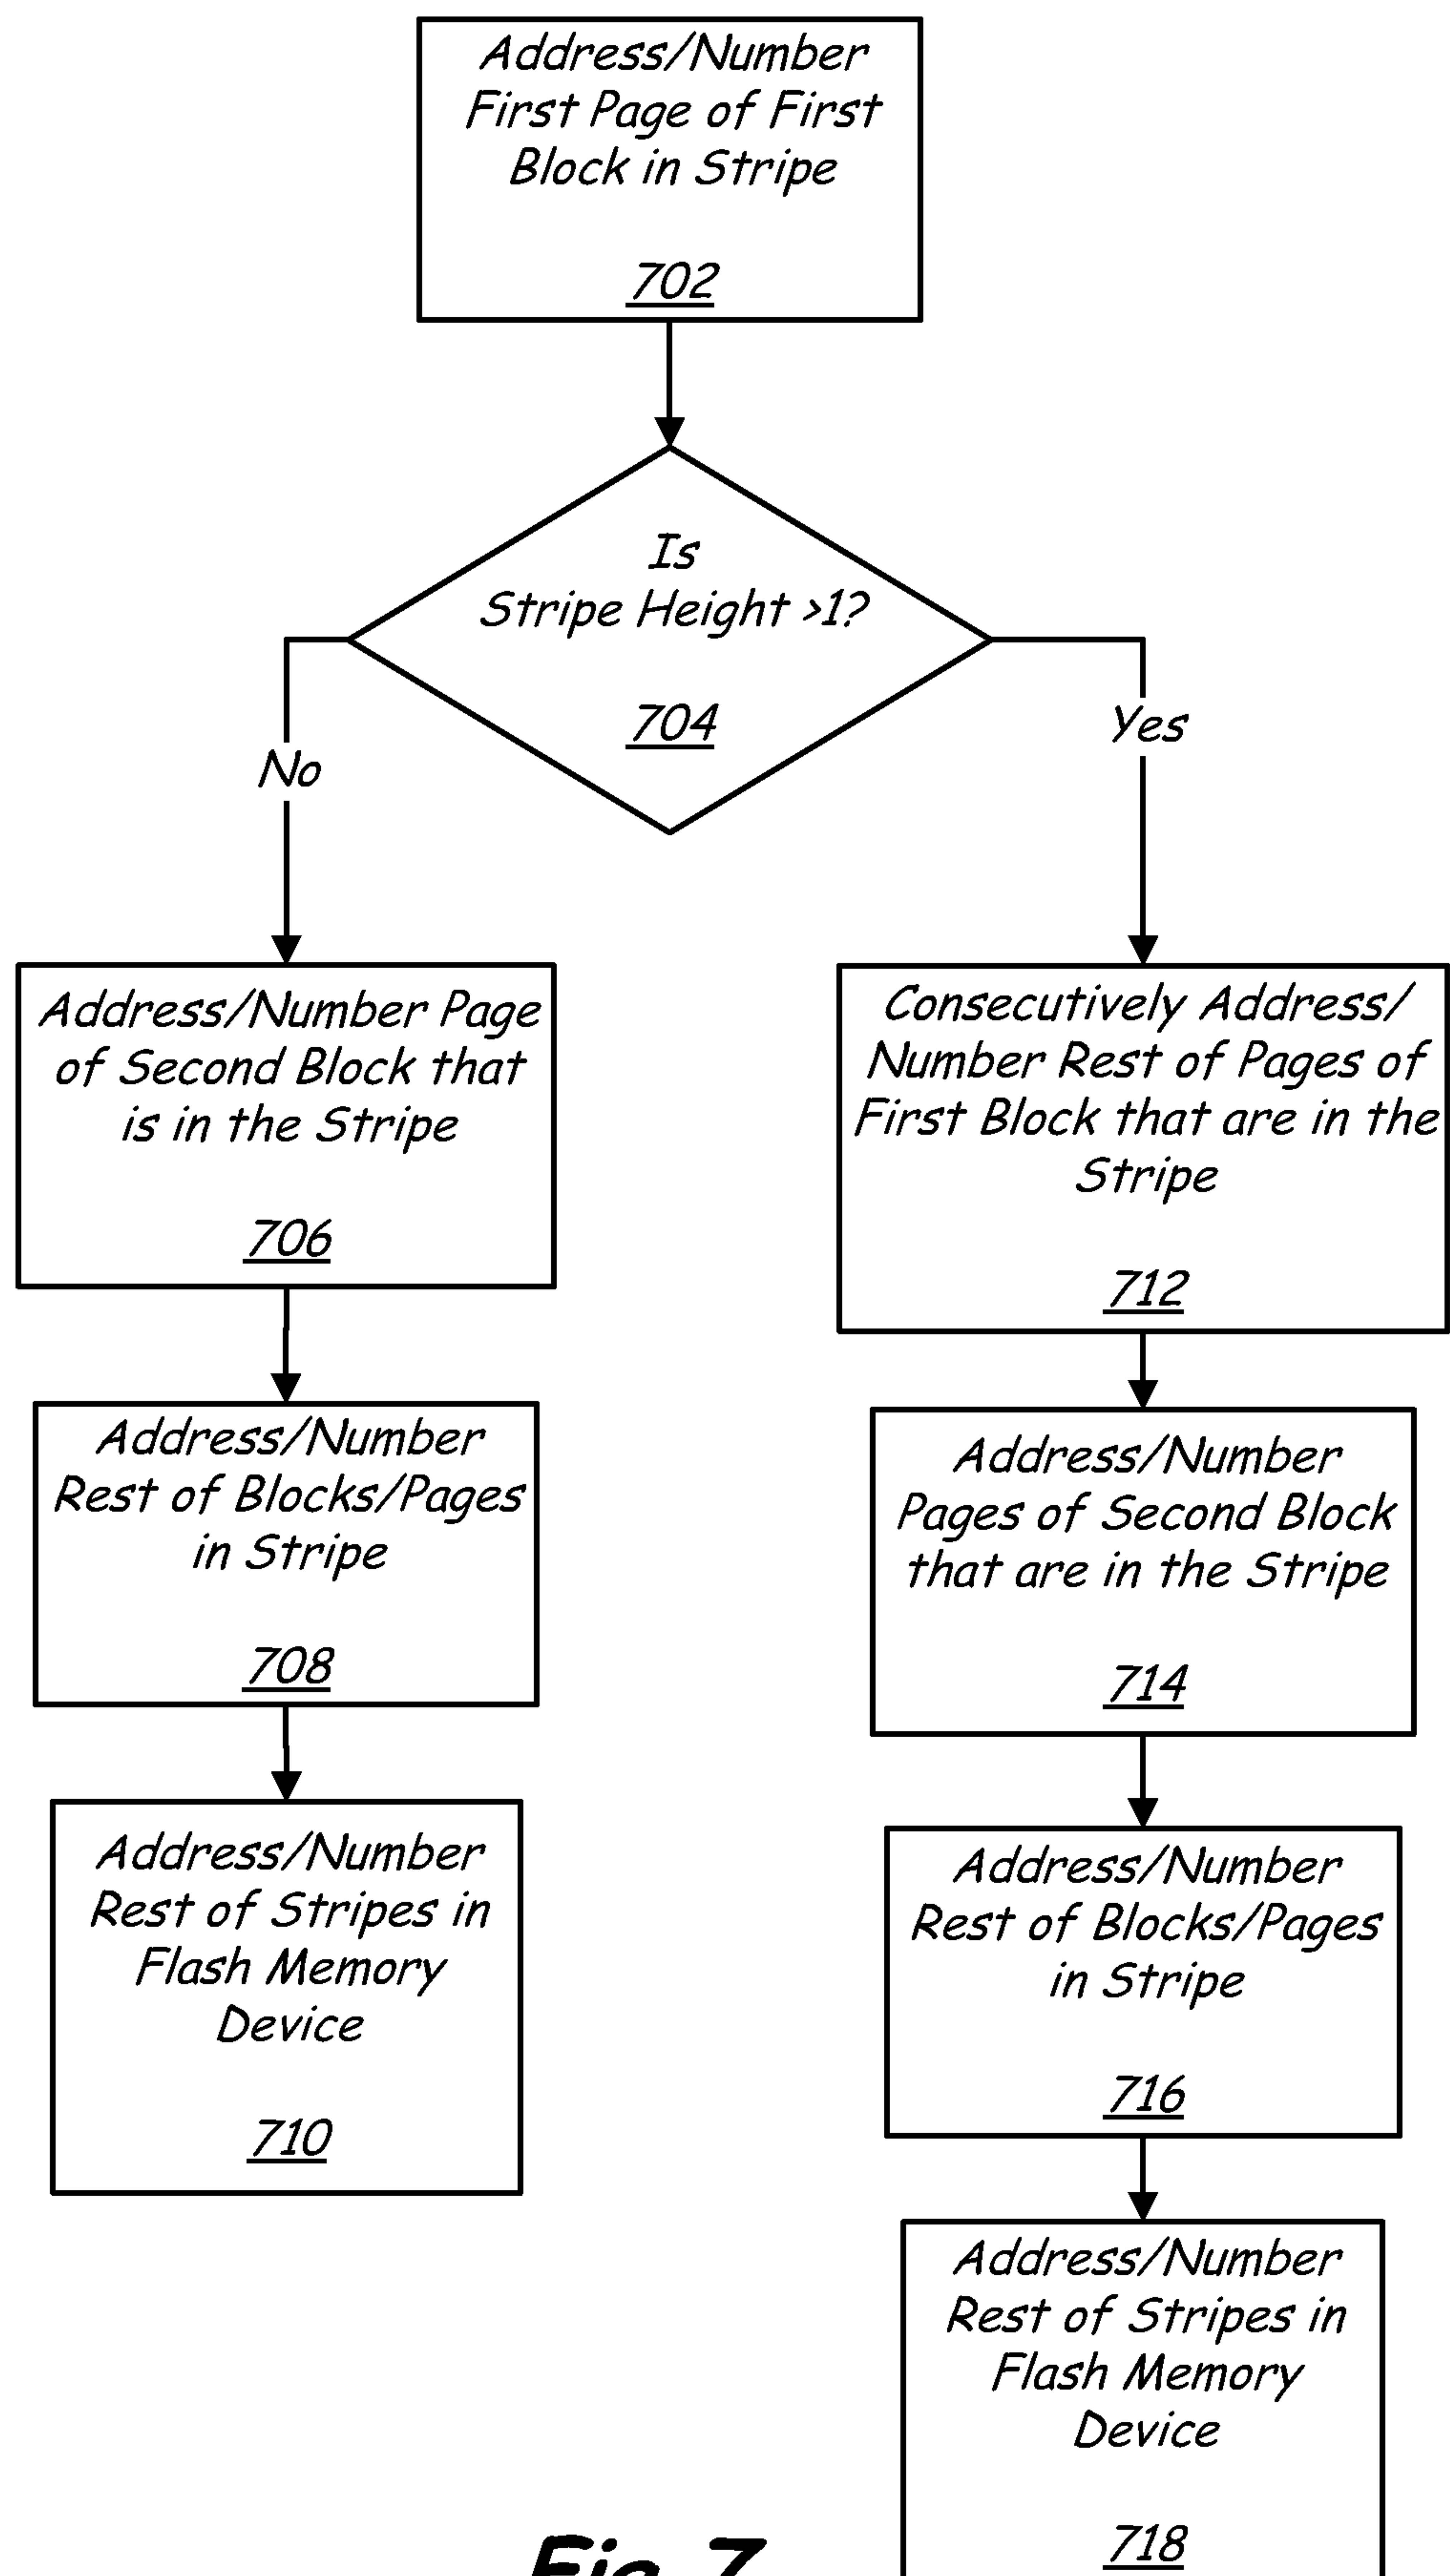 Address/Number
First Page of First
Block in Stripe
702
Is
Stripe Height >1?
704
No
Yes
Address/Number Page
of Second Block that
is in the Stripe
706
Consecutively Address/
Number Rest of Pages of
First Block that are in the
Stripe
712
Address/Number
Rest of Blocks/Pages
in Stripe
708
Address/Number
Pages of Second Block
that are in the Stripe
714
Address/Number
Rest of Stripes in
Flash Memory
Device
710
Address/Number
Rest of Blocks/Pages
in Stripe
716
Address/Number
Rest of Stripes in
Flash Memory
Device
718
Fig. 7